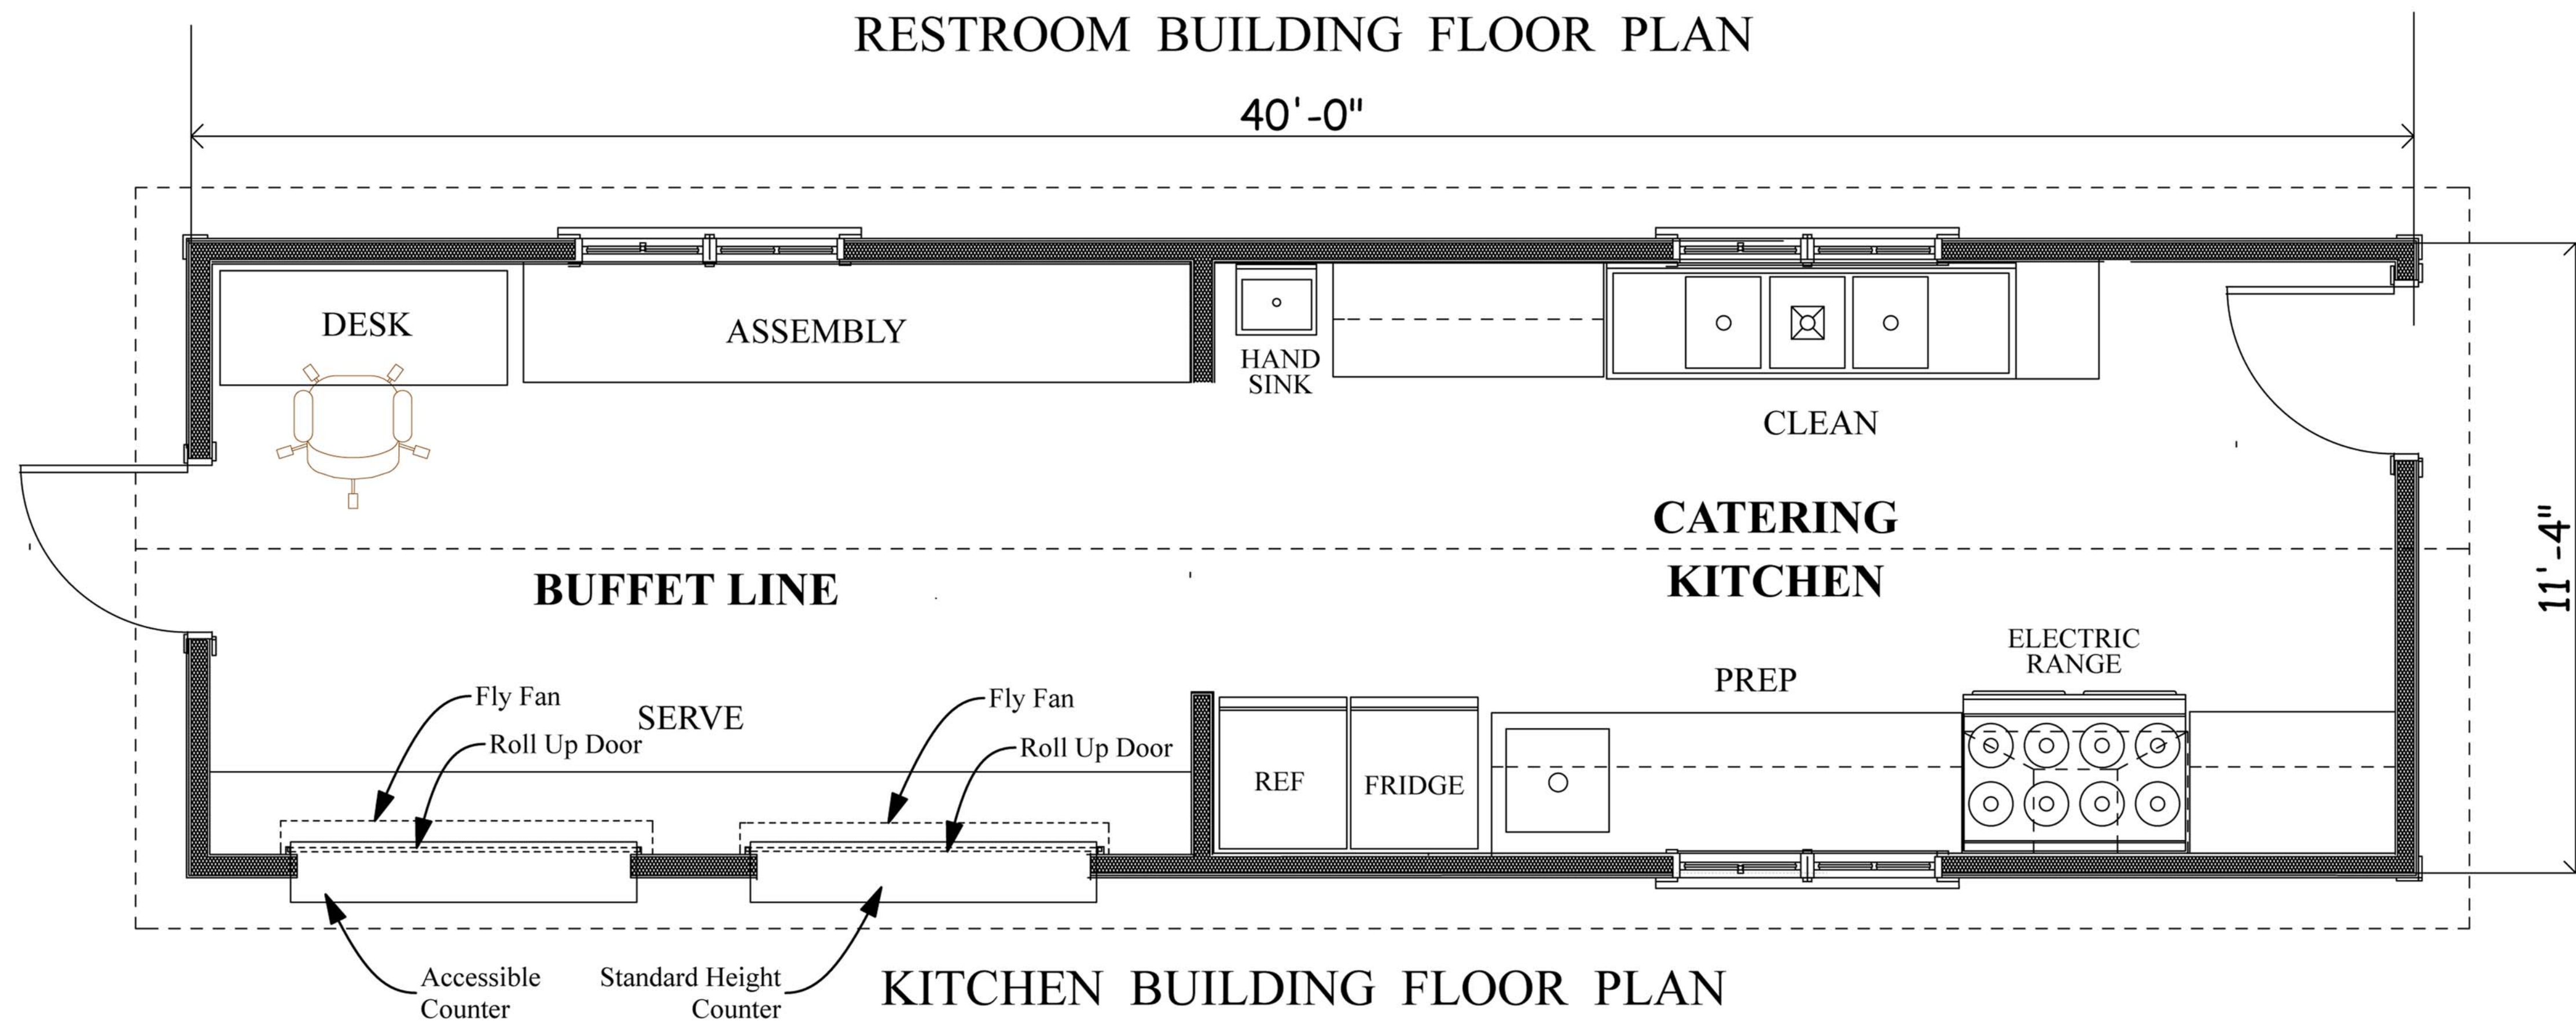 RESTROOM BUILDING FLOOR PLAN
40'-0"
DESK
ASSEMBLY
HAND
SINK
CLEAN
CATERING
KITCHEN
BUFFET LINE
11'-4"
ELECTRIC
RANGE
PREP
Fly Fan
SERVE
Roll Up Door
Fly Fan
Roll Up Door
REF
FRIDGE
Accessible
Counter
Standard Height
Counter
KITCHEN BUILDING FLOOR PLAN